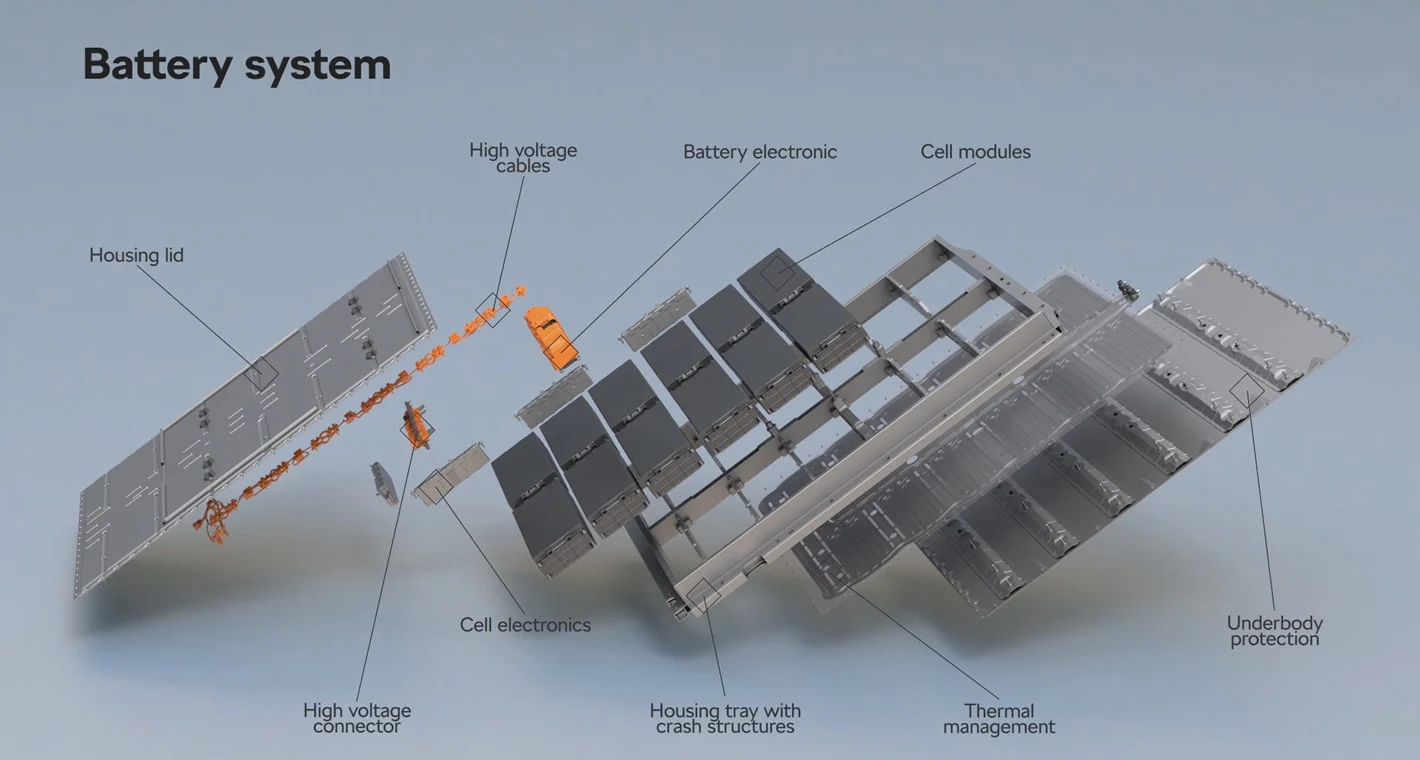 Battery system
High voltage
cables
Battery electronic
Cell modules
Housing lid
Cell electronics
Underbody
protection
High voltage
connector
Housing tray with
crash structures
Thermal
management